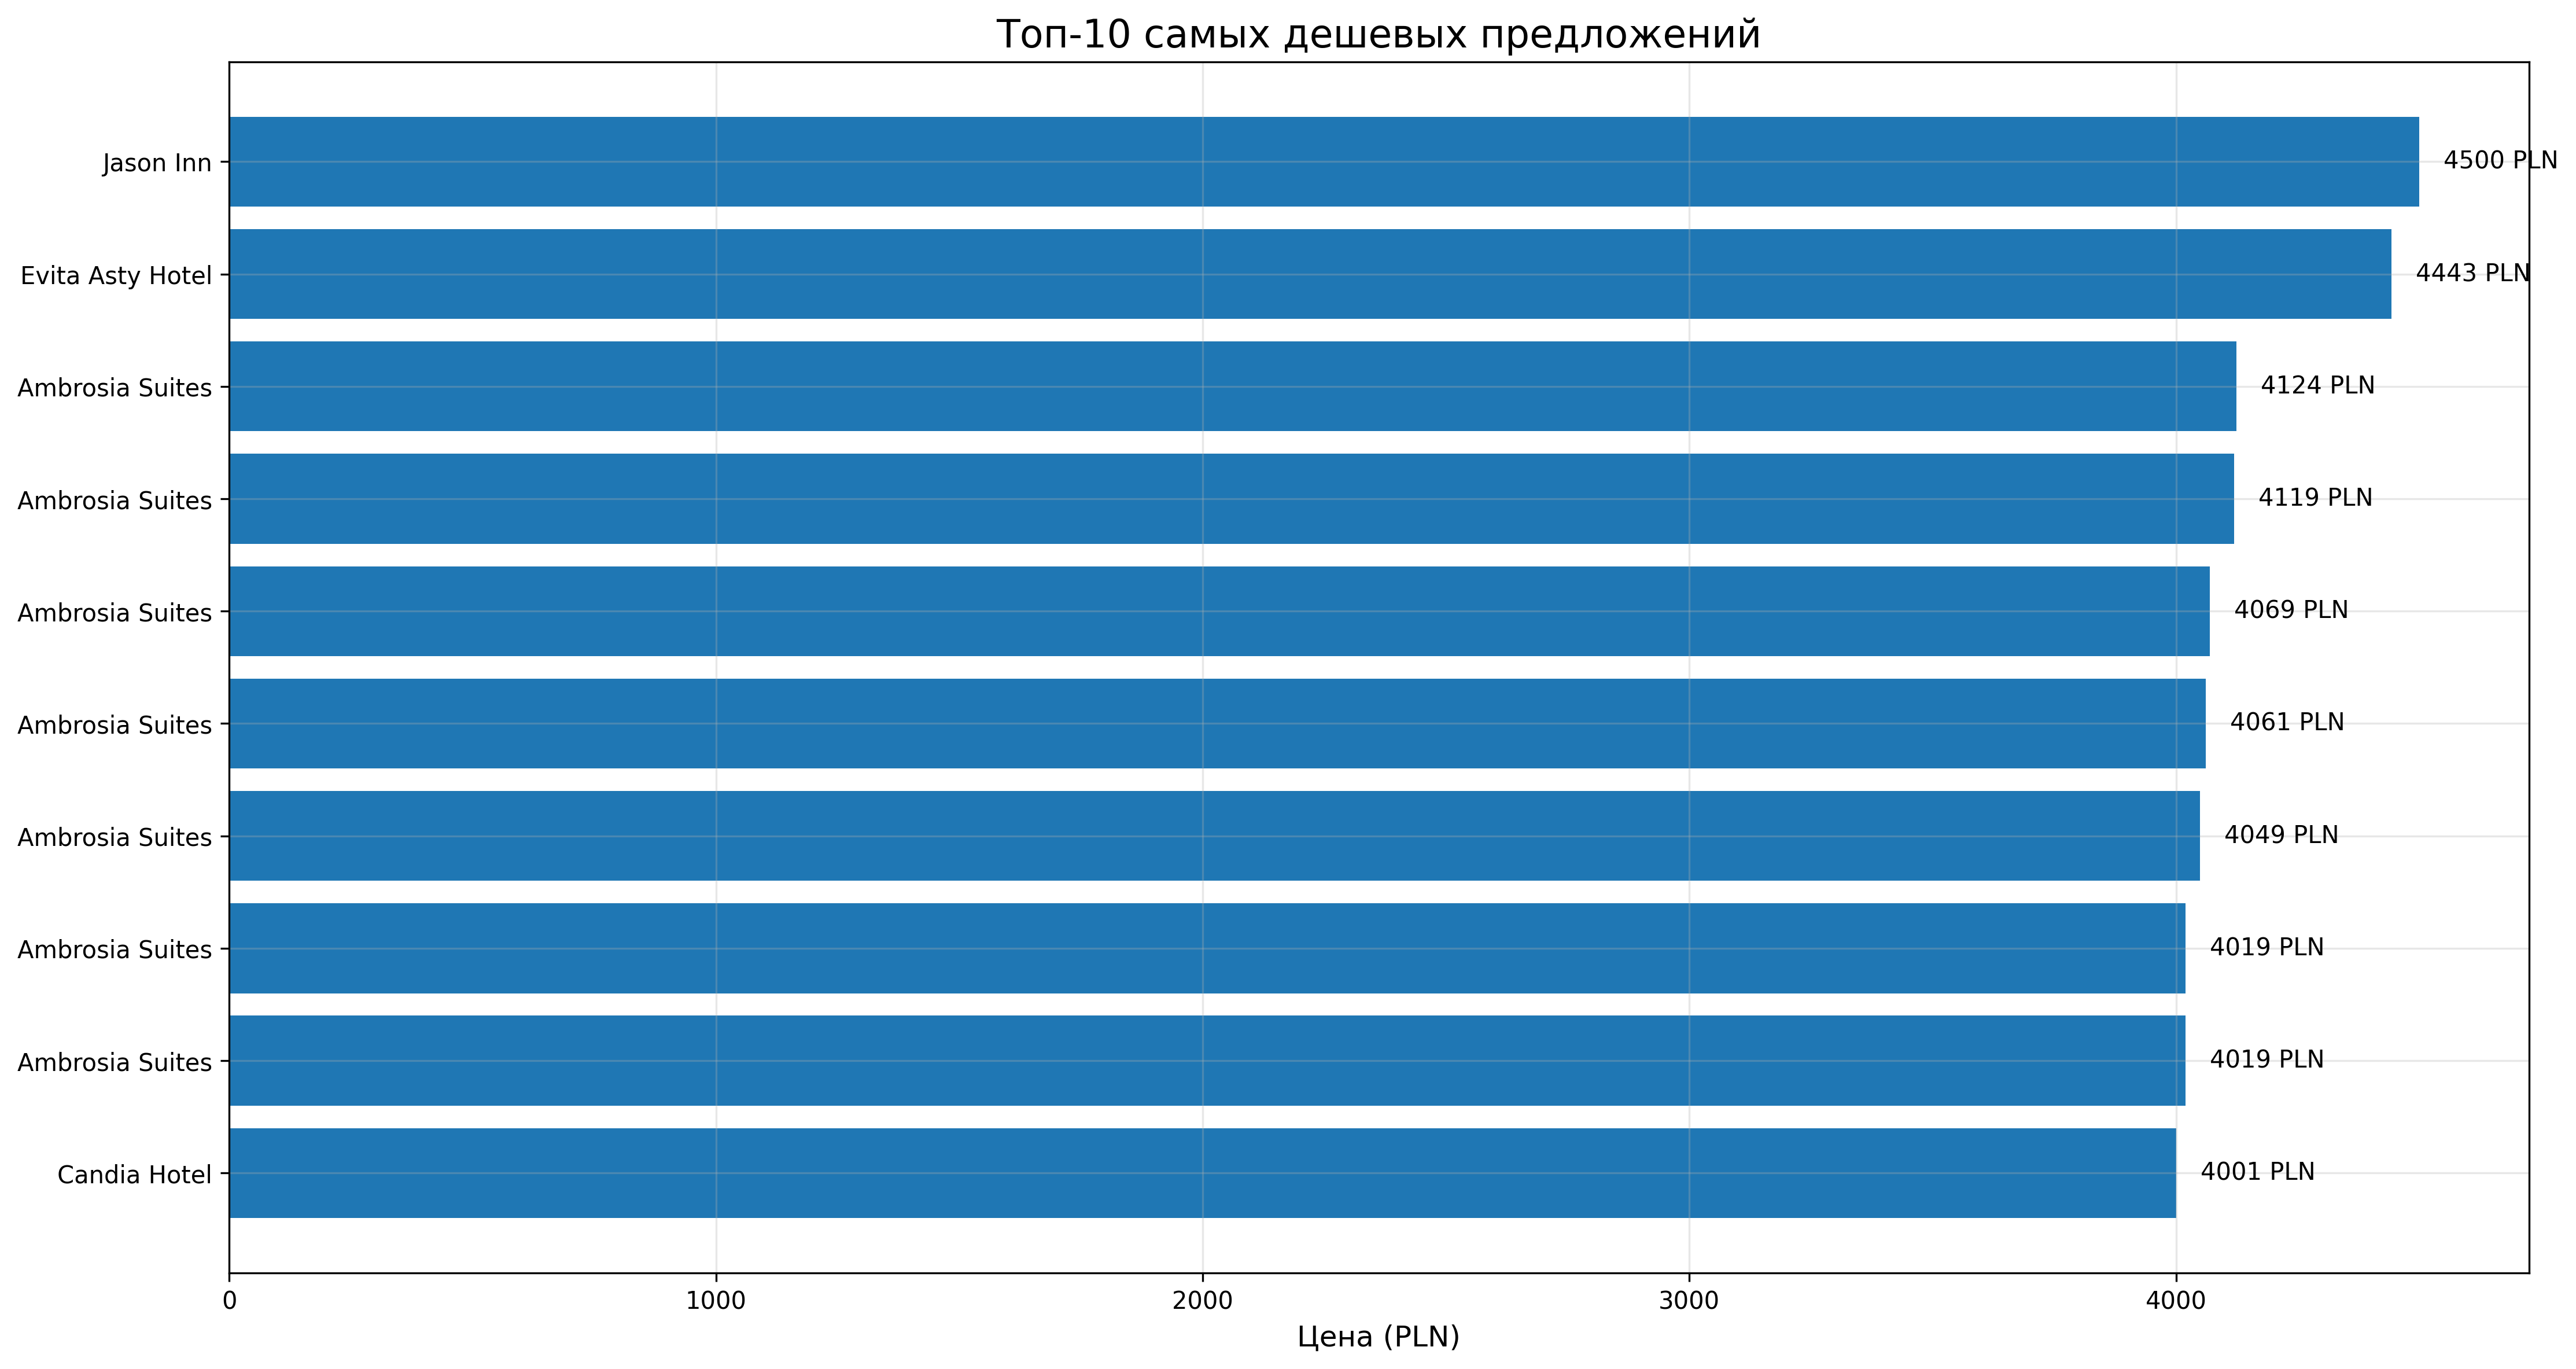 Топ-10 самых дешевых предложений
Jason Inn 4500 PLN
Evita Asty Hotel 4443 PLN
Ambrosia Suites 4124 PLN
Ambrosia Suites 4119 PLN
Ambrosia Suites 4069 PLN
Ambrosia Suites 4061 PLN
Ambrosia Suites 4049 PLN
Ambrosia Suites 4019 PLN
Ambrosia Suites 4019 PLN
Candia Hotel 4001 PLN
0 1000 2000 3000 4000
Цена (PLN)